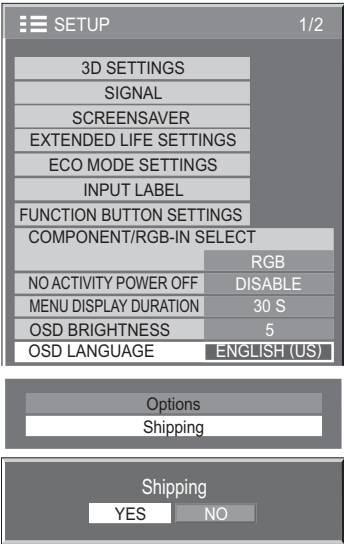 SETUP 1/2
3D SETTINGS
SIGNAL
SCREENSAVER
EXTENDED LIFE SETTINGS
ECO MODE SETTINGS
INPUT LABEL
FUNCTION BUTTON SETTINGS
COMPONENT/RGB-IN SELECT
RGB
NO ACTIVITY POWER OFF DISABLE
MENU DISPLAY DURATION 30 S
OSD BRIGHTNESS 5
OSD LANGUAGE ENGLISH (US)
Options
Shipping
Shipping
YES NO